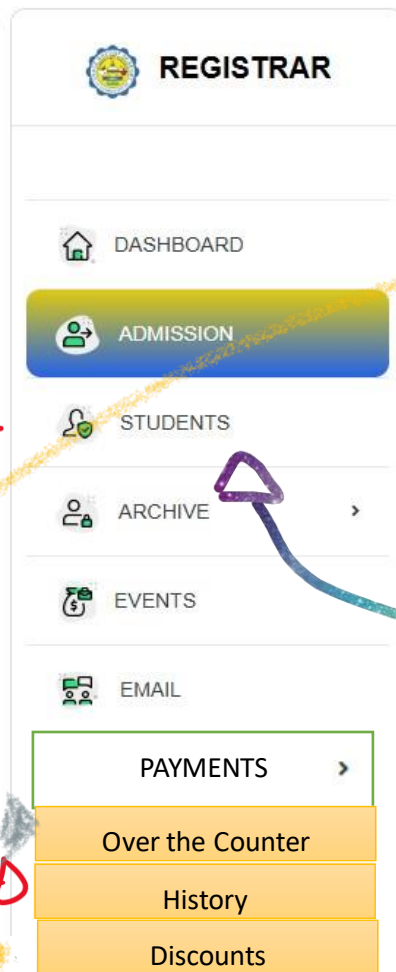 REGISTRAR
DASHBOARD
ADMISSION
STUDENTS
ARCHIVE
EVENTS
EMAIL
PAYMENTS
Over the Counter
History
Discounts